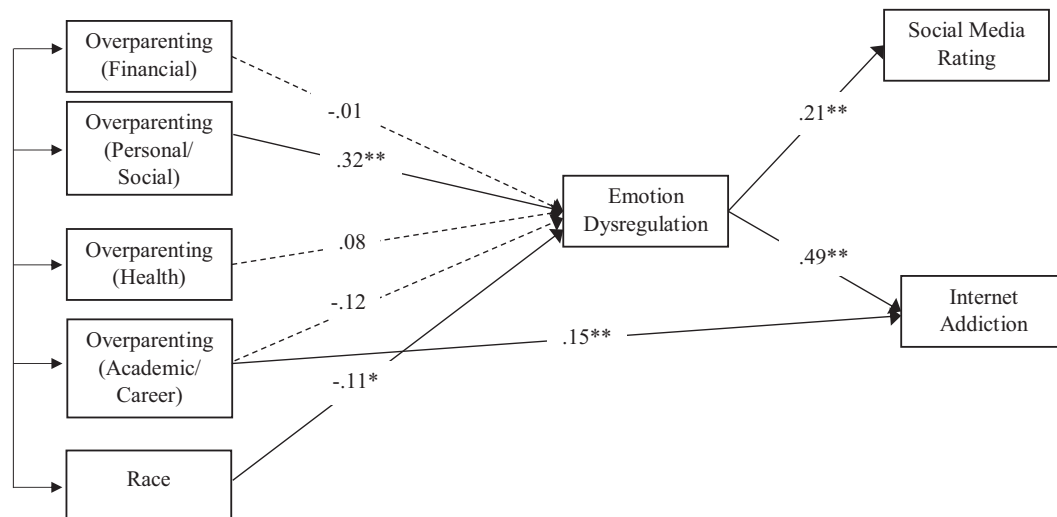 Overparenting
(Financial)
Overparenting
(Personal/
Social)
Overparenting
(Health)
Overparenting
(Academic/
Career)
Race
-.01
.32**
.08
-.12
-.11*
.15**
Emotion
Dysregulation
.21**
.49**
Social Media
Rating
Internet
Addiction